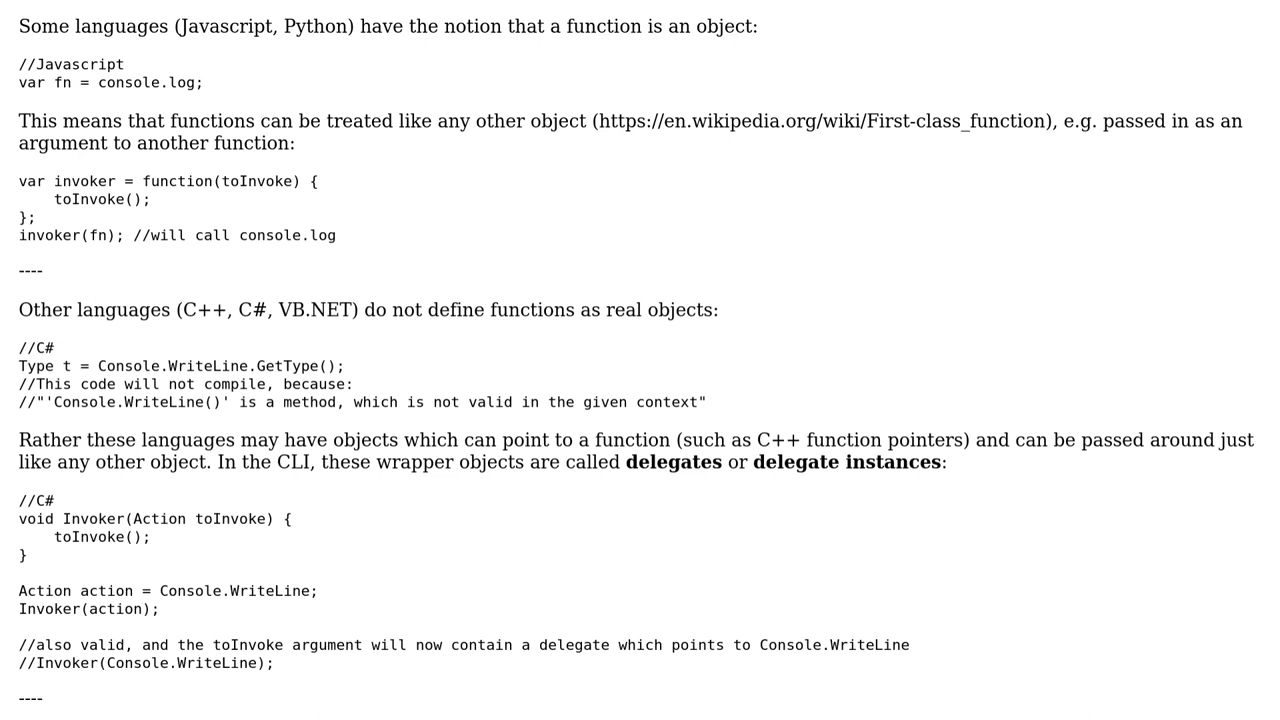 Some languages (Javascript, Python) have the notion that a function is an object:
//Javascript
var fn = console.log;
This means that functions can be treated like any other object (https://en.wikipedia.org/wiki/First-class_function), e.g. passed in as an
argument to another function:
var invoker = function(toInvoke) {
    toInvoke();
};
invoker(fn); //will call console.log
----
Other languages (C++, C#, VB.NET) do not define functions as real objects:
//C#
Type t = Console.WriteLine.GetType();
//This code will not compile, because:
//"'Console.WriteLine()' is a method, which is not valid in the given context"
Rather these languages may have objects which can point to a function (such as C++ function pointers) and can be passed around just
like any other object. In the CLI, these wrapper objects are called delegates or delegate instances:
//C#
void Invoker(Action toInvoke) {
    toInvoke();
}
Action action = Console.WriteLine;
Invoker(action);
//also valid, and the toInvoke argument will now contain a delegate which points to Console.WriteLine
//Invoker(Console.WriteLine);
----